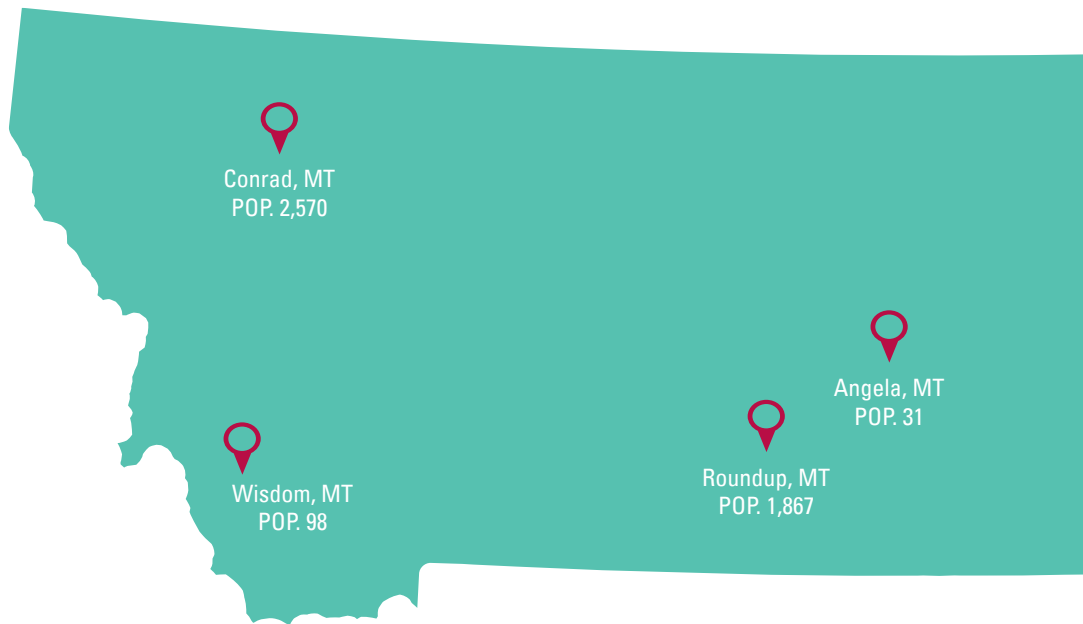 Conrad, MT
POP. 2,570
Angela, MT
POP. 31
Roundup, MT
POP. 1,867
Wisdom, MT
POP. 98